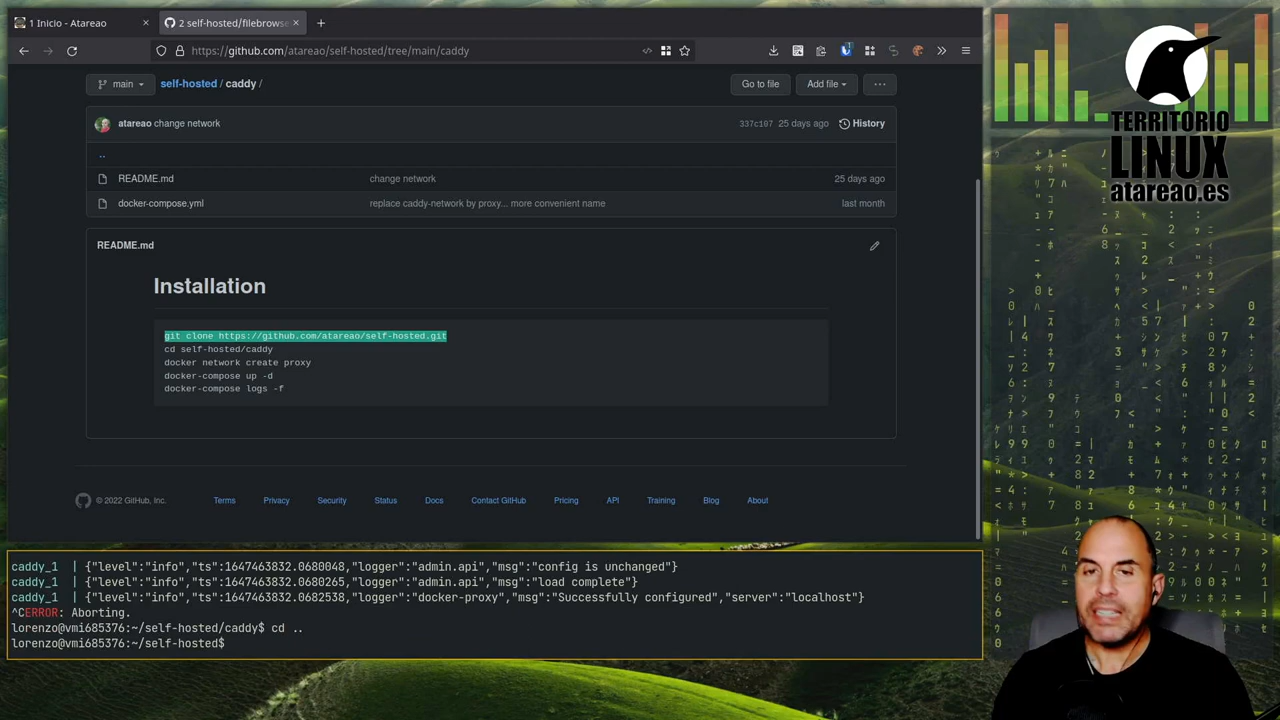 1 Inicio - Atareao
2 self-hosted/filebrowse
https://github.com/atareao/self-hosted/tree/main/caddy
main
self-hosted / caddy /
Go to file
Add file
atareao change network
337c107 25 days ago
History
..
README.md
change network
25 days ago
docker-compose.yml
replace caddy-network by proxy... more convenient name
last month
README.md
Installation
git clone https://github.com/atareao/self-hosted.git
cd self-hosted/caddy
docker network create proxy
docker-compose up -d
docker-compose logs -f
© 2022 GitHub, Inc.
Terms
Privacy
Security
Status
Docs
Contact GitHub
Pricing
API
Training
Blog
About
caddy_1 | {"level":"info","ts":1647463832.0680048,"logger":"admin.api","msg":"config is unchanged"}
caddy_1 | {"level":"info","ts":1647463832.0680265,"logger":"admin.api","msg":"load complete"}
caddy_1 | {"level":"info","ts":1647463832.0682538,"logger":"docker-proxy","msg":"Successfully configured","server":"localhost"}
^CERROR: Aborting.
lorenzo@vmi685376:~/self-hosted/caddy$ cd ..
lorenzo@vmi685376:~/self-hosted$
TERRITORIO
LINUX
atareao.es